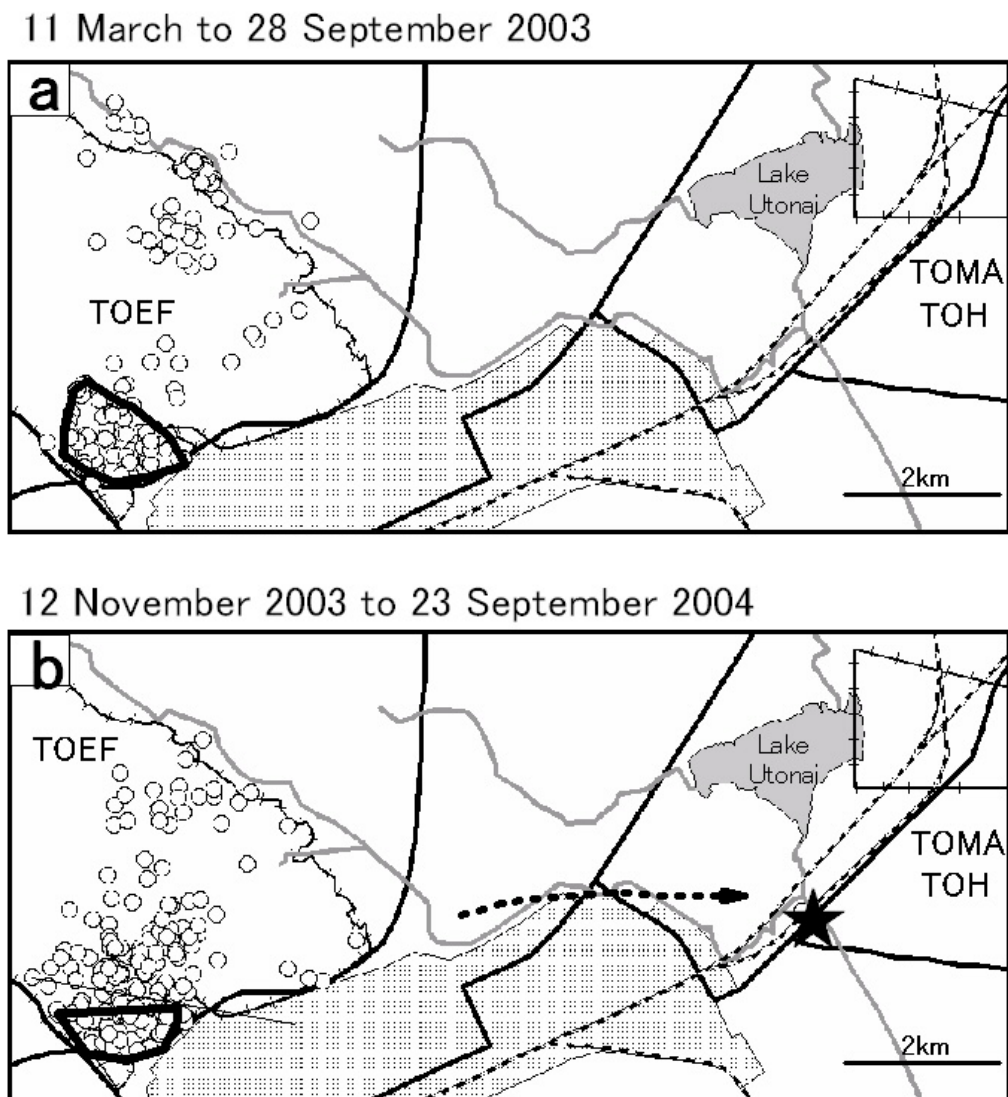 11 March to 28 September 2003
a
Lake
Utonai
TOMA
TOH
TOEF
2km
12 November 2003 to 23 September 2004
b
TOEF
Lake
Utonai
TOMA
TOH
2km